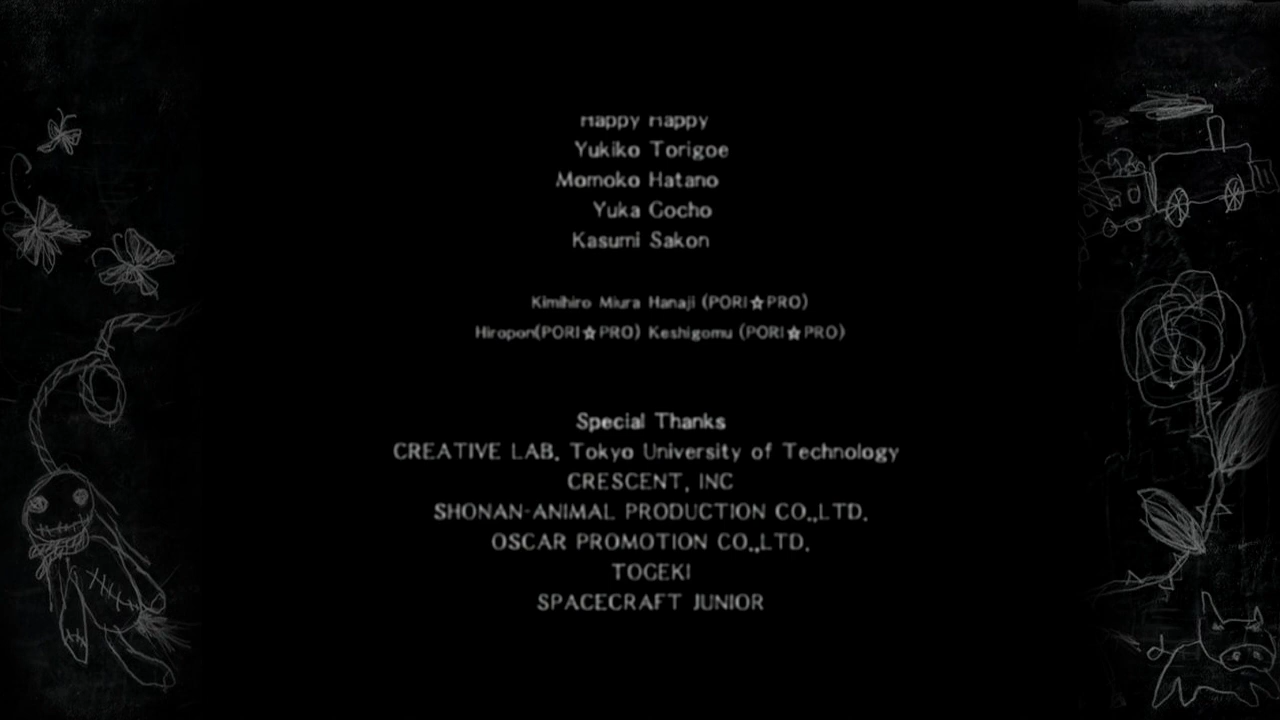 Happy Happy
Yukiko Torigoe
Momoko Hatano
Yuka Gocho
Kasumi Sakon
Kimihiro Miura Hanaji (PORI☆PRO)
Hiropon(PORI☆PRO) Keshigomu (PORI☆PRO)
Special Thanks
CREATIVE LAB. Tokyo University of Technology
CRESCENT, INC
SHONAN-ANIMAL PRODUCTION CO.,LTD.
OSCAR PROMOTION CO.,LTD.
TOGEKI
SPACECRAFT JUNIOR